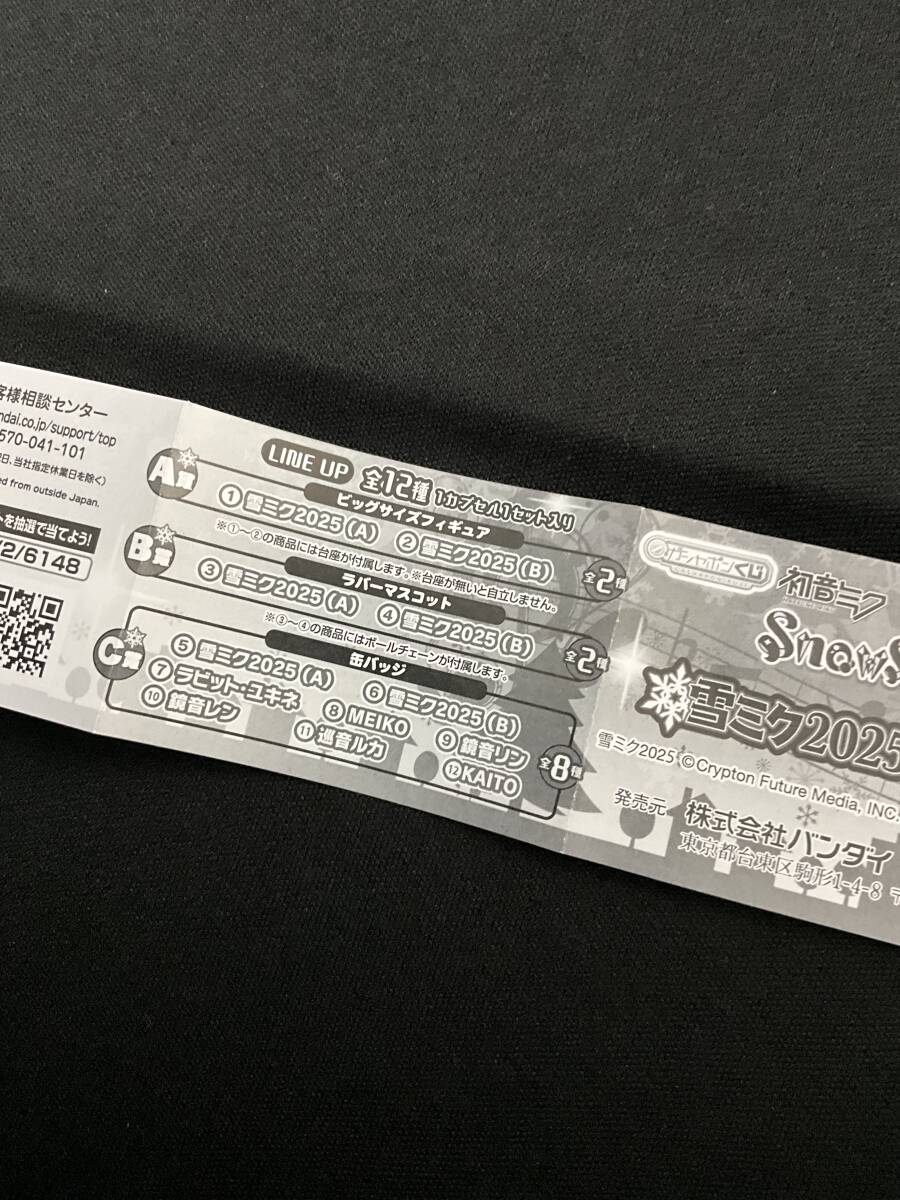 客様相談センター
ndai.co.jp/support/top
570-041-101
日、当社指定休業日を除く)
ed from outside Japan.
トを抽選で当てよう!
/2/6148
LINE UP 全12種 1カプセル1セット入り
A賞 ビッグサイズフィギュア
① 雪ミク2025(A) ② 雪ミク2025(B)
※①〜②の商品には台座が付属します。※台座が無いと自立しません。
全2種
B賞 ラバーマスコット
③ 雪ミク2025(A) ④ 雪ミク2025(B)
※③〜④の商品にはボールチェーンが付属します。
全2種
C賞 缶バッジ
⑤ 雪ミク2025(A) ⑥ 雪ミク2025(B)
⑦ ラビット・ユキネ ⑧ MEIKO ⑨ 鏡音リン
⑩ 鏡音レン ⑪ 巡音ルカ ⑫ KAITO
全8種
ガシャポンくじ
初音ミク
SnowS
雪ミク2025
雪ミク2025 © Crypton Future Media, INC.
発売元 株式会社バンダイ
東京都台東区駒形1-4-8 〒